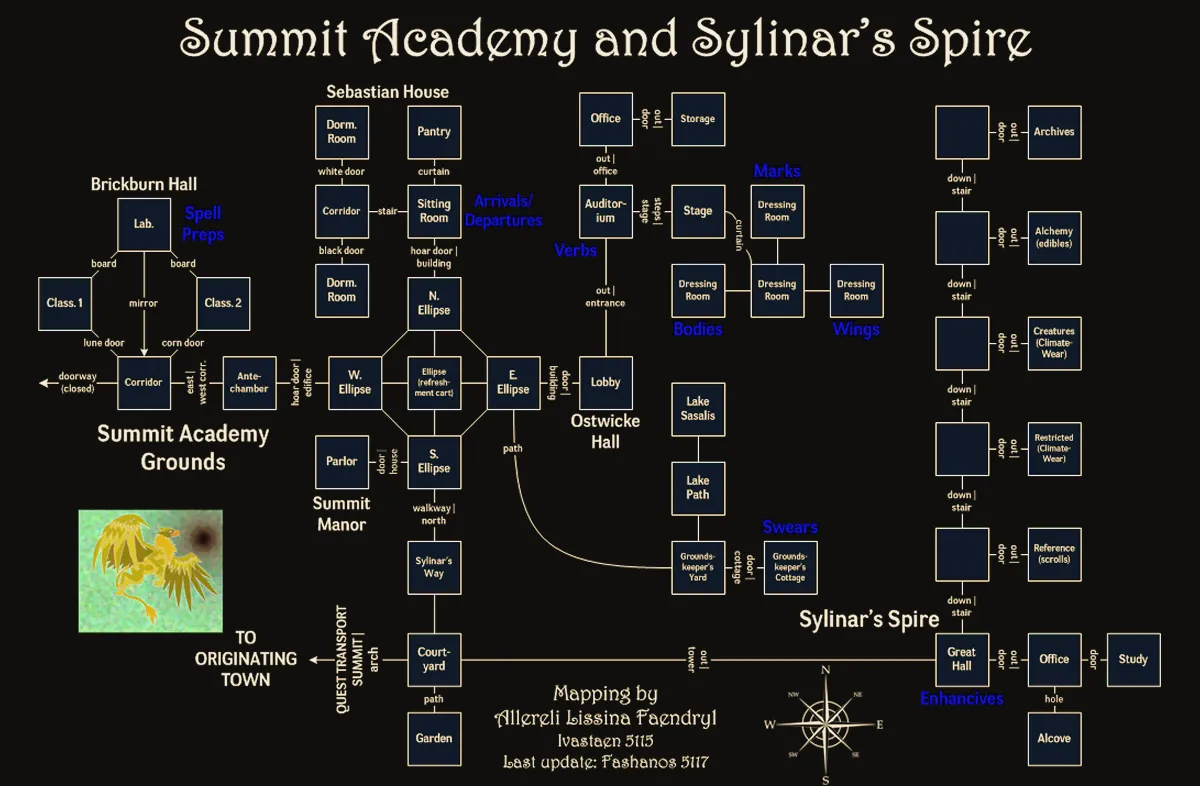 Summit Academy and Sylinar's Spire
Sebastian House
Dorm.
Room
Pantry
white door
curtain
Corridor
stair
Sitting
Room
Arrivals/
Departures
black door
hoar door |
building
Dorm.
Room
N.
Ellipse
Brickburn Hall
Lab.
Spell
Preps
board
board
Class. 1
mirror
Class. 2
lune door
corn door
doorway
(closed)
Corridor
east |
west corr.
Ante-
chamber
hoar door |
edifice
W.
Ellipse
Ellipse
(refresh-
ment cart)
E.
Ellipse
door |
building
Lobby
Ostwicke
Hall
Summit Academy
Grounds
Parlor
door |
house
S.
Ellipse
Summit
Manor
walkway |
north
path
Sylinar's
Way
Office
out |
door
Storage
out |
office
Auditor-
ium
steps |
stage
Stage
curtain
Marks
Dressing
Room
Verbs
out |
entrance
Dressing
Room
Dressing
Room
Dressing
Room
Bodies
Wings
Lake
Sasalis
Lake
Path
Swears
Grounds-
keeper's
Yard
door |
cottage
Grounds-
keeper's
Cottage
out |
door
Archives
down |
stair
out |
door
Alchemy
(edibles)
down |
stair
out |
door
Creatures
(Climate-
Wear)
down |
stair
out |
door
Restricted
(Climate-
Wear)
down |
stair
out |
door
Reference
(scrolls)
down |
stair
Sylinar's Spire
Great
Hall
out |
door
Office
door
Study
Enhancives
hole
Alcove
TO
ORIGINATING
TOWN
QUEST TRANSPORT
SUMMIT |
arch
Court-
yard
out |
tower
path
Garden
Mapping by
Allereli Lissina Faendryl
Ivastaen 5115
Last update: Fashanos 5117
N
NW
NE
W
E
SW
SE
S